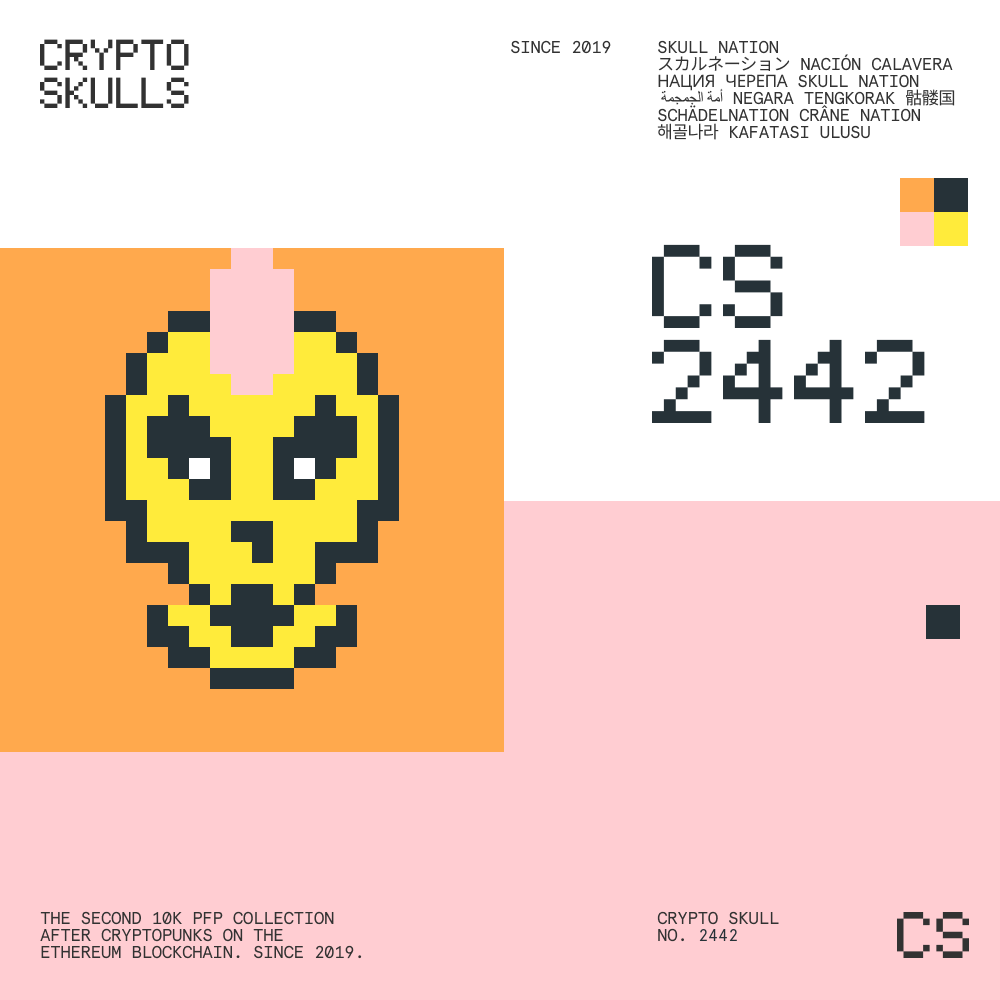 CRYPTO
SKULLS
SINCE 2019
SKULL NATION
スカルネーション NACIÓN CALAVERA
НАЦИЯ ЧЕРЕПА SKULL NATION
أمة الجمجمة NEGARA TENGKORAK 骷髅国
SCHÄDELNATION CRÂNE NATION
해골나라 KAFATASI ULUSU
CS
2442
THE SECOND 10K PFP COLLECTION
AFTER CRYPTOPUNKS ON THE
ETHEREUM BLOCKCHAIN. SINCE 2019.
CRYPTO SKULL
NO. 2442
CS